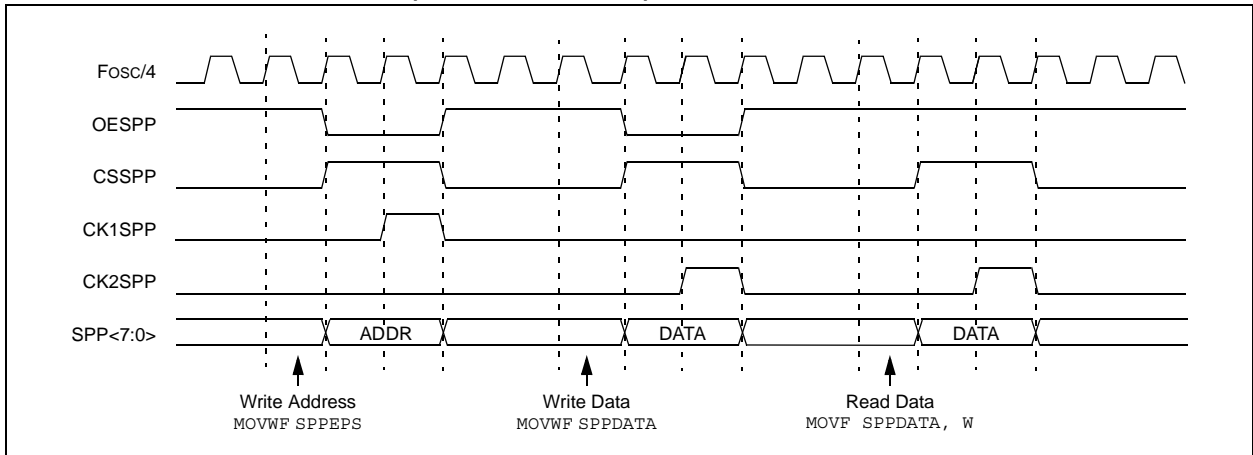 Fosc/4
OESPP
CSSPP
CK1SPP
CK2SPP
SPP<7:0>
ADDR
DATA
DATA
Write Address
MOVWF SPPEPS
Write Data
MOVWF SPPDATA
Read Data
MOVF SPPDATA, W